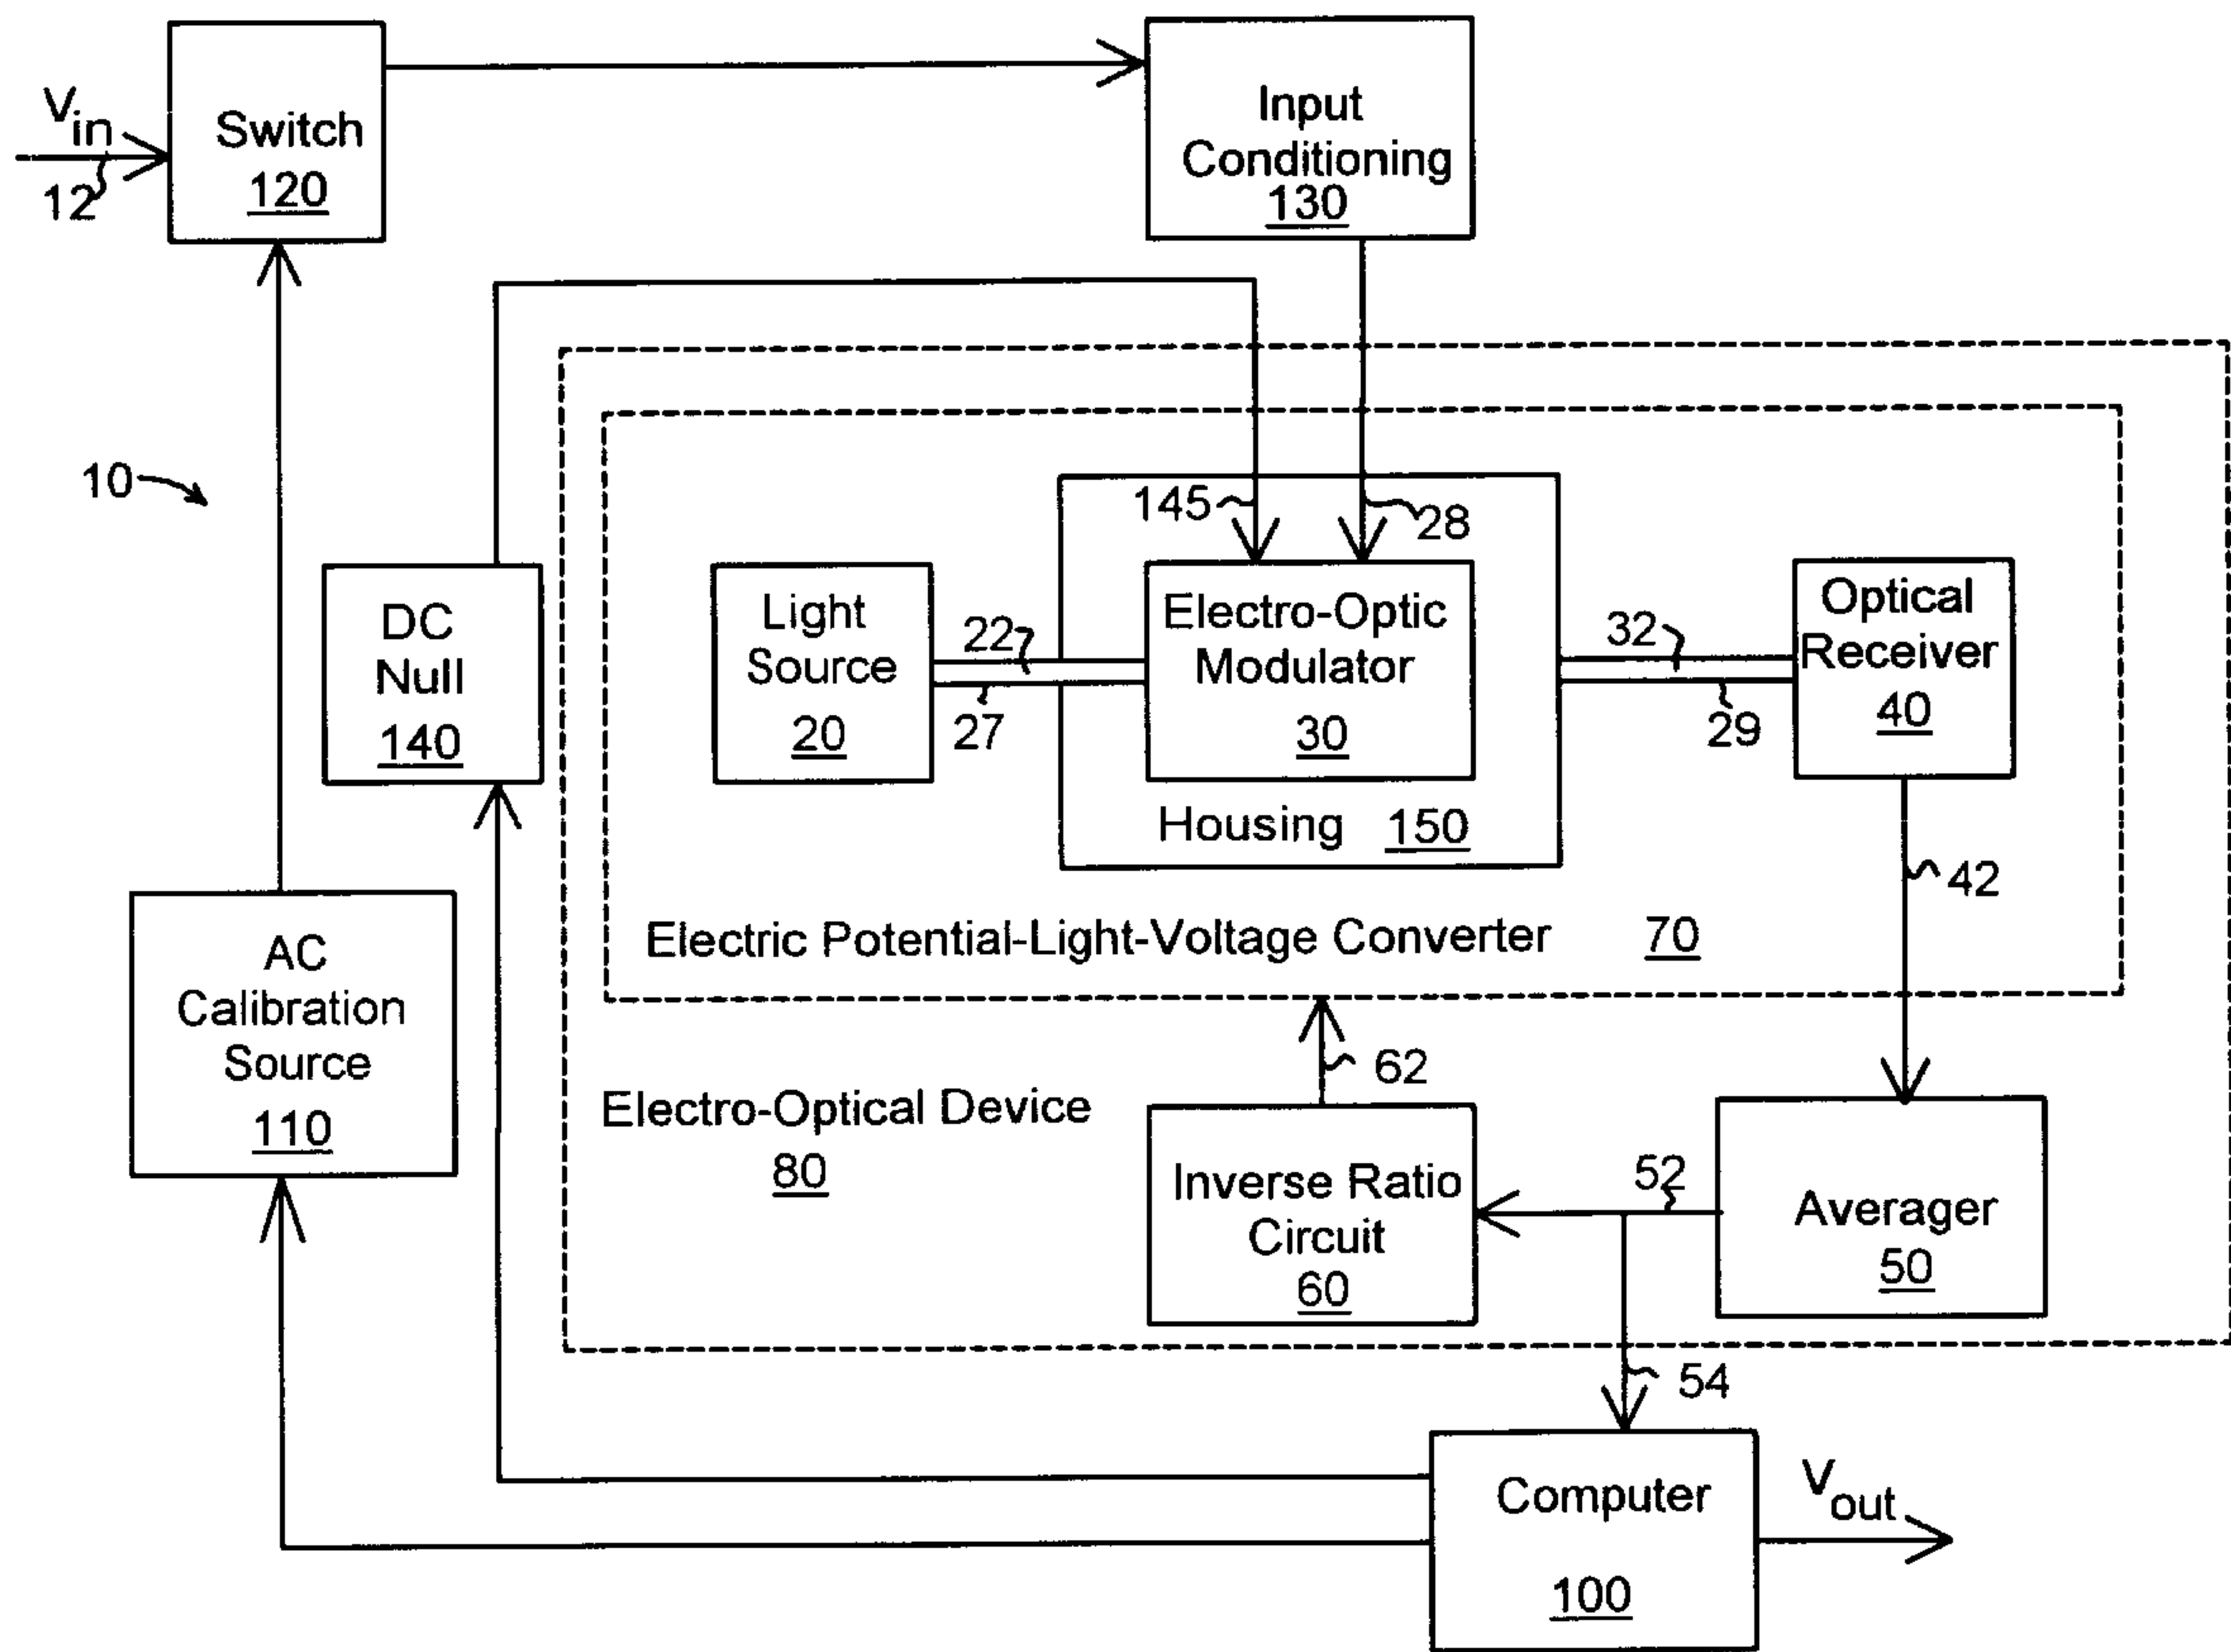 V in
12
Switch
120
Input
Conditioning
130
10
145
28
DC
Null
140
Light
Source
20
22
27
Electro-Optic
Modulator
30
Housing 150
32
29
Optical
Receiver
40
42
Electric Potential-Light-Voltage Converter 70
AC
Calibration
Source
110
62
Electro-Optical Device
80
Inverse Ratio
Circuit
60
52
Averager
50
54
Computer
100
V out